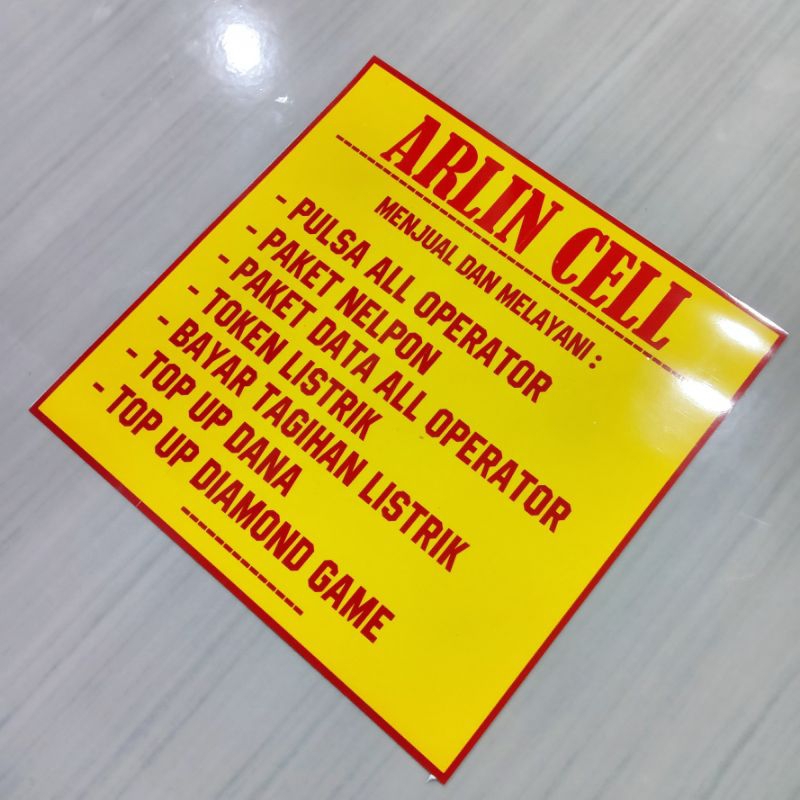 ARLIN CELL
MENJUAL DAN MELAYANI :
- PULSA ALL OPERATOR
- PAKET NELPON
- PAKET DATA ALL OPERATOR
- TOKEN LISTRIK
- BAYAR TAGIHAN LISTRIK
- TOP UP DANA
- TOP UP DIAMOND GAME